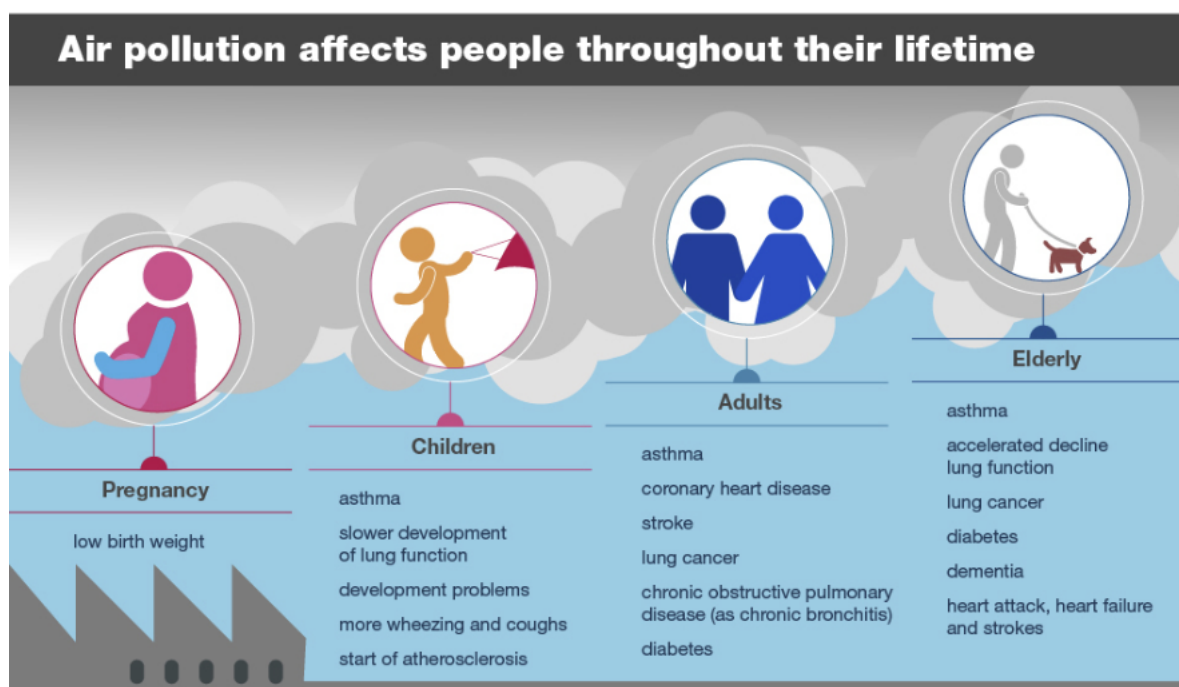 Air pollution affects people throughout their lifetime
Pregnancy
low birth weight
Children
asthma
slower development
of lung function
development problems
more wheezing and coughs
start of atherosclerosis
Adults
asthma
coronary heart disease
stroke
lung cancer
chronic obstructive pulmonary
disease (as chronic bronchitis)
diabetes
Elderly
asthma
accelerated decline
lung function
lung cancer
diabetes
dementia
heart attack, heart failure
and strokes